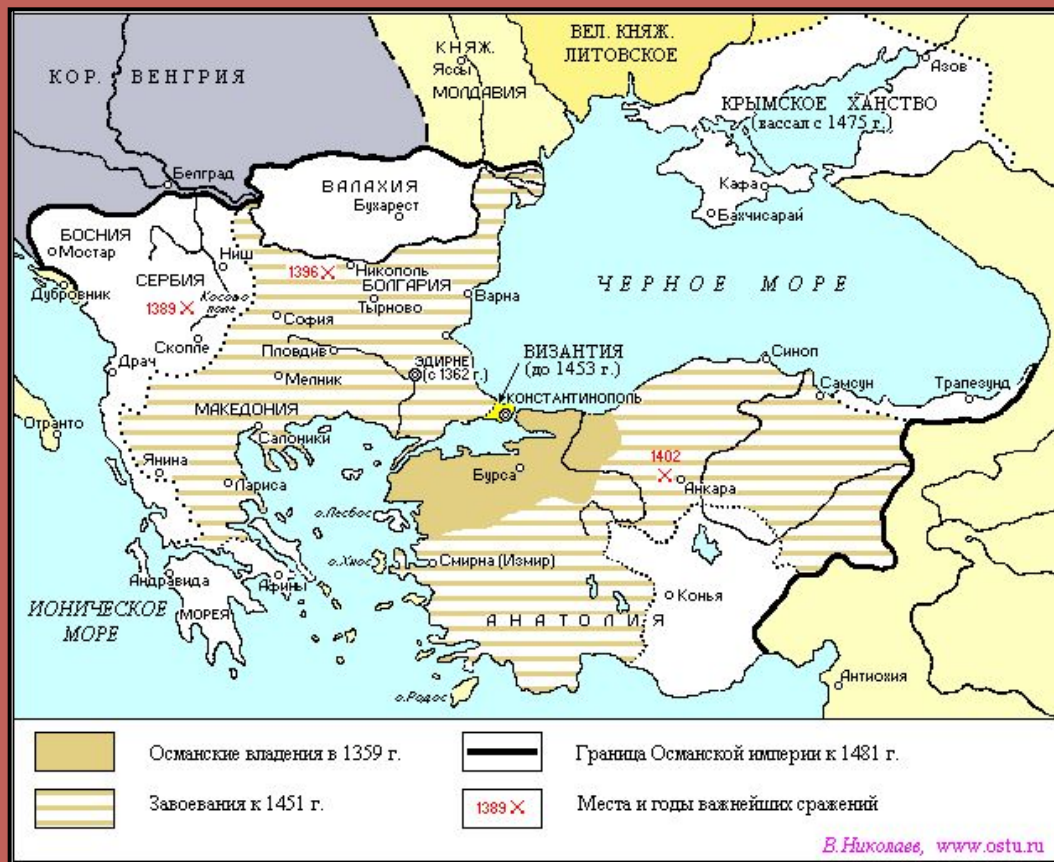 ВЕЛ. КНЯЖ.
ЛИТОВСКОЕ
КОР. ВЕНГРИЯ
КНЯЖ.
Яссы
МОЛДАВИЯ
Азов
КРЫМСКОЕ ХАНСТВО
(вассал с 1475 г.)
Белград
ВАЛАХИЯ
Бухарест
Кафа
Бахчисарай
БОСНИЯ
Мостар
Ниш
СЕРБИЯ
1396
Никополь
БОЛГАРИЯ
Дубровник
1389
Косово
поле
Тырново
Варна
ЧЕРНОЕ МОРЕ
София
Скопле
Пловдив
ЭДИРНЕ
(с 1362 г.)
ВИЗАНТИЯ
(до 1453 г.)
Синоп
Драч
Мелник
Самсун
Трапезунд
КОНСТАНТИНОПОЛЬ
МАКЕДОНИЯ
Отранто
Салоники
1402
Янина
Бурса
Анкара
Лариса
о.Лесбос
о.Хиос
Смирна (Измир)
Андравида
Афины
Конья
ИОНИЧЕСКОЕ
МОРЕ
МОРЕЯ
АНАТОЛИЯ
о.Родос
Антиохия
Османские владения в 1359 г.
Граница Османской империи к 1481 г.
Завоевания к 1451 г.
1389
Места и годы важнейших сражений
В.Николаев, www.ostu.ru